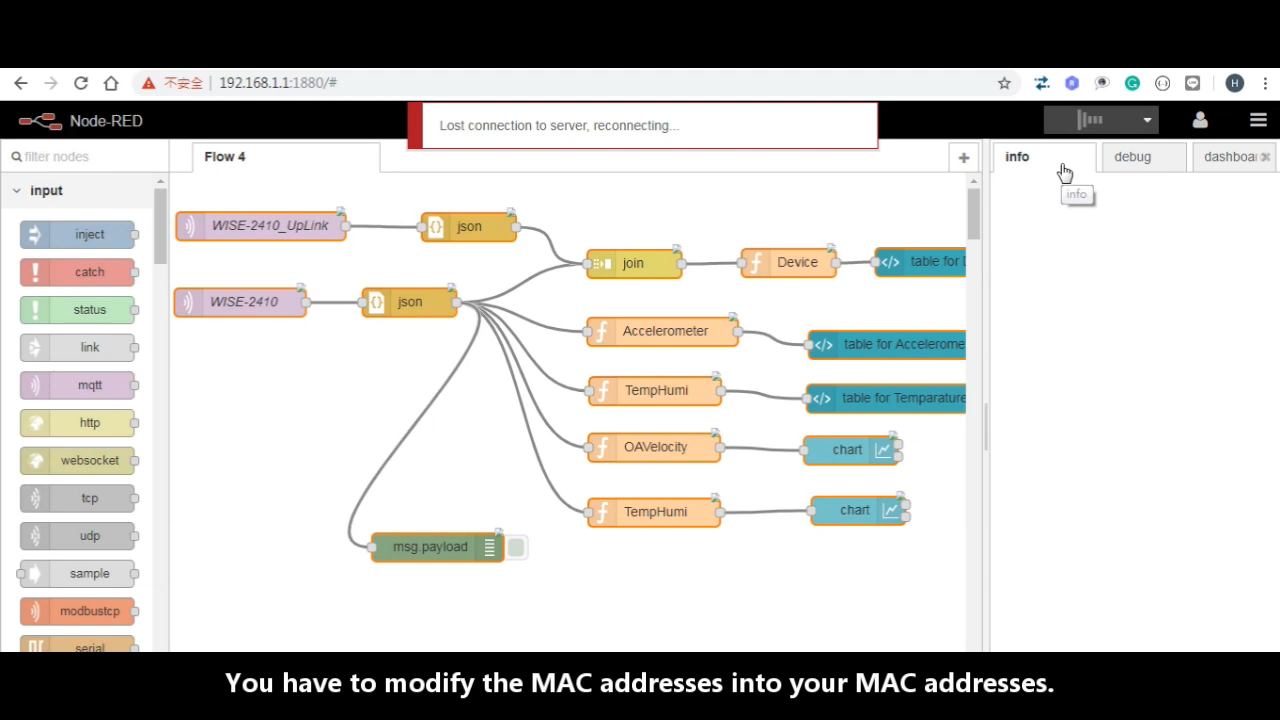 不安全
192.168.1.1:1880/#
H
Node-RED
Lost connection to server, reconnecting...
filter nodes
Flow 4
info
debug
dashboa
info
input
inject
catch
status
link
mqtt
http
websocket
tcp
udp
sample
modbustcp
serial
WISE-2410_UpLink
json
join
Device
table for
WISE-2410
json
Accelerometer
table for Accelerome
TempHumi
table for Temparature
OAVelocity
chart
TempHumi
chart
msg.payload
You have to modify the MAC addresses into your MAC addresses.